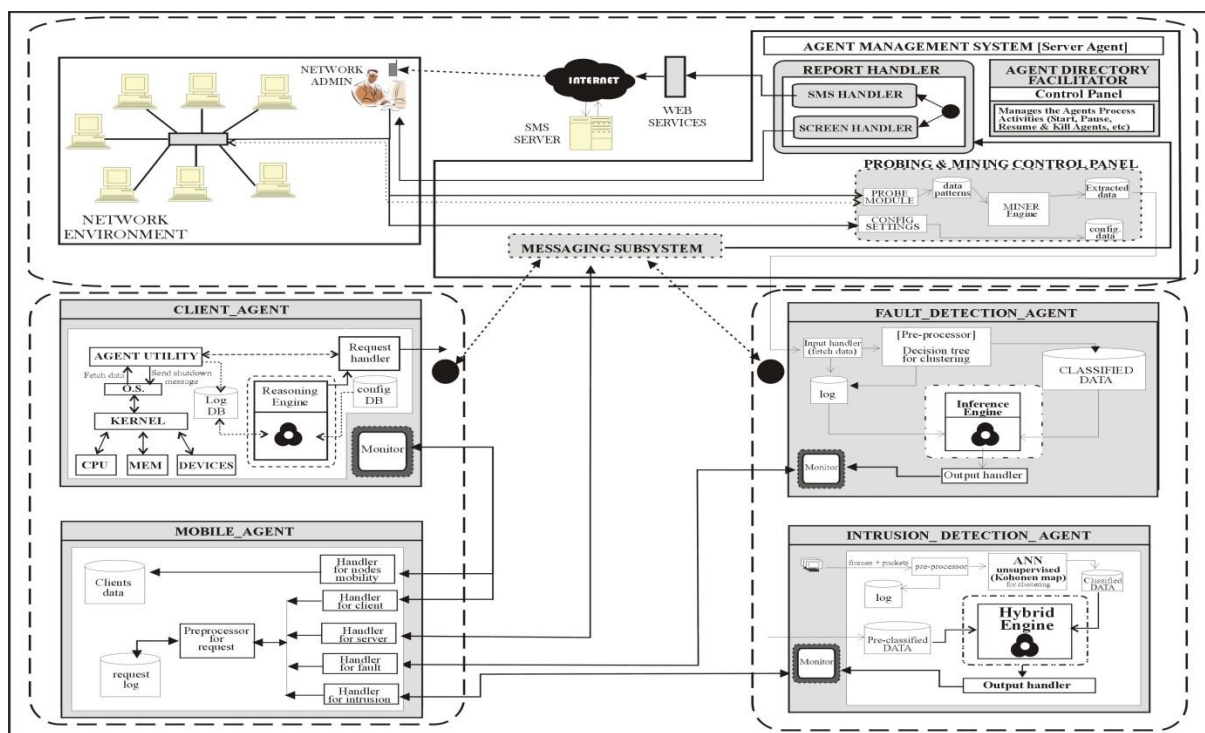 AGENT MANAGEMENT SYSTEM [Server Agent]
REPORT HANDLER
SMS HANDLER
SCREEN HANDLER
AGENT DIRECTORY
FACILITATOR
Control Panel
Manages the Agents Process
Activities (Start, Pause,
Resume & Kill Agents, etc)
NETWORK
ADMIN
INTERNET
WEB
SERVICES
SMS
SERVER
NETWORK
ENVIRONMENT
PROBING & MINING CONTROL PANEL
PROBE
MODULE
data
patterns
MINER
Engine
Extracted
data
CONFIG
SETTINGS
config.
data
MESSAGING SUBSYSTEM
CLIENT_AGENT
AGENT UTILITY
Request
handler
Fetch data
Send shutdown
message
O.S.
Log
DB
Reasoning
Engine
config
DB
KERNEL
CPU
MEM
DEVICES
Monitor
FAULT_DETECTION_AGENT
Input handler
(fetch data)
[Pre-processor]
Decision tree
for clustering
CLASSIFIED
DATA
log
Inference
Engine
Monitor
Output handler
MOBILE_AGENT
Clients
data
Handler for nodes
mobility
Handler
for client
Preprocessor
for
request
Handler
for server
request
log
Handler
for fault
Handler
for intrusion
INTRUSION_ DETECTION_AGENT
frames + packets
pre-processor
ANN
unsupervised
(Kohonen map)
for clustering
Classified
DATA
log
Hybrid
Engine
Pre-classified
DATA
Monitor
Output handler